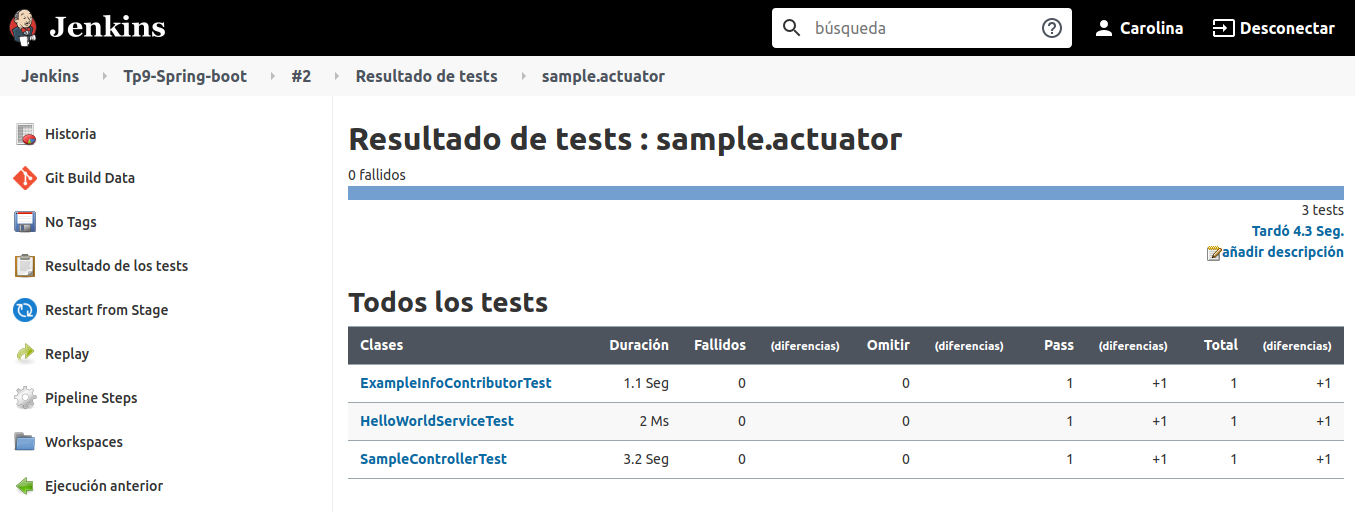 Jenkins
búsqueda
Carolina
Desconectar
Jenkins Tp9-Spring-boot #2 Resultado de tests sample.actuator
Historia
Git Build Data
No Tags
Resultado de los tests
Restart from Stage
Replay
Pipeline Steps
Workspaces
Ejecución anterior
Resultado de tests : sample.actuator
0 fallidos
3 tests
Tardó 4.3 Seg.
añadir descripción
Todos los tests
Clases Duración Fallidos (diferencias) Omitir (diferencias) Pass (diferencias) Total (diferencias)
ExampleInfoContributorTest 1.1 Seg 0 0 1 +1 1 +1
HelloWorldServiceTest 2 Ms 0 0 1 +1 1 +1
SampleControllerTest 3.2 Seg 0 0 1 +1 1 +1